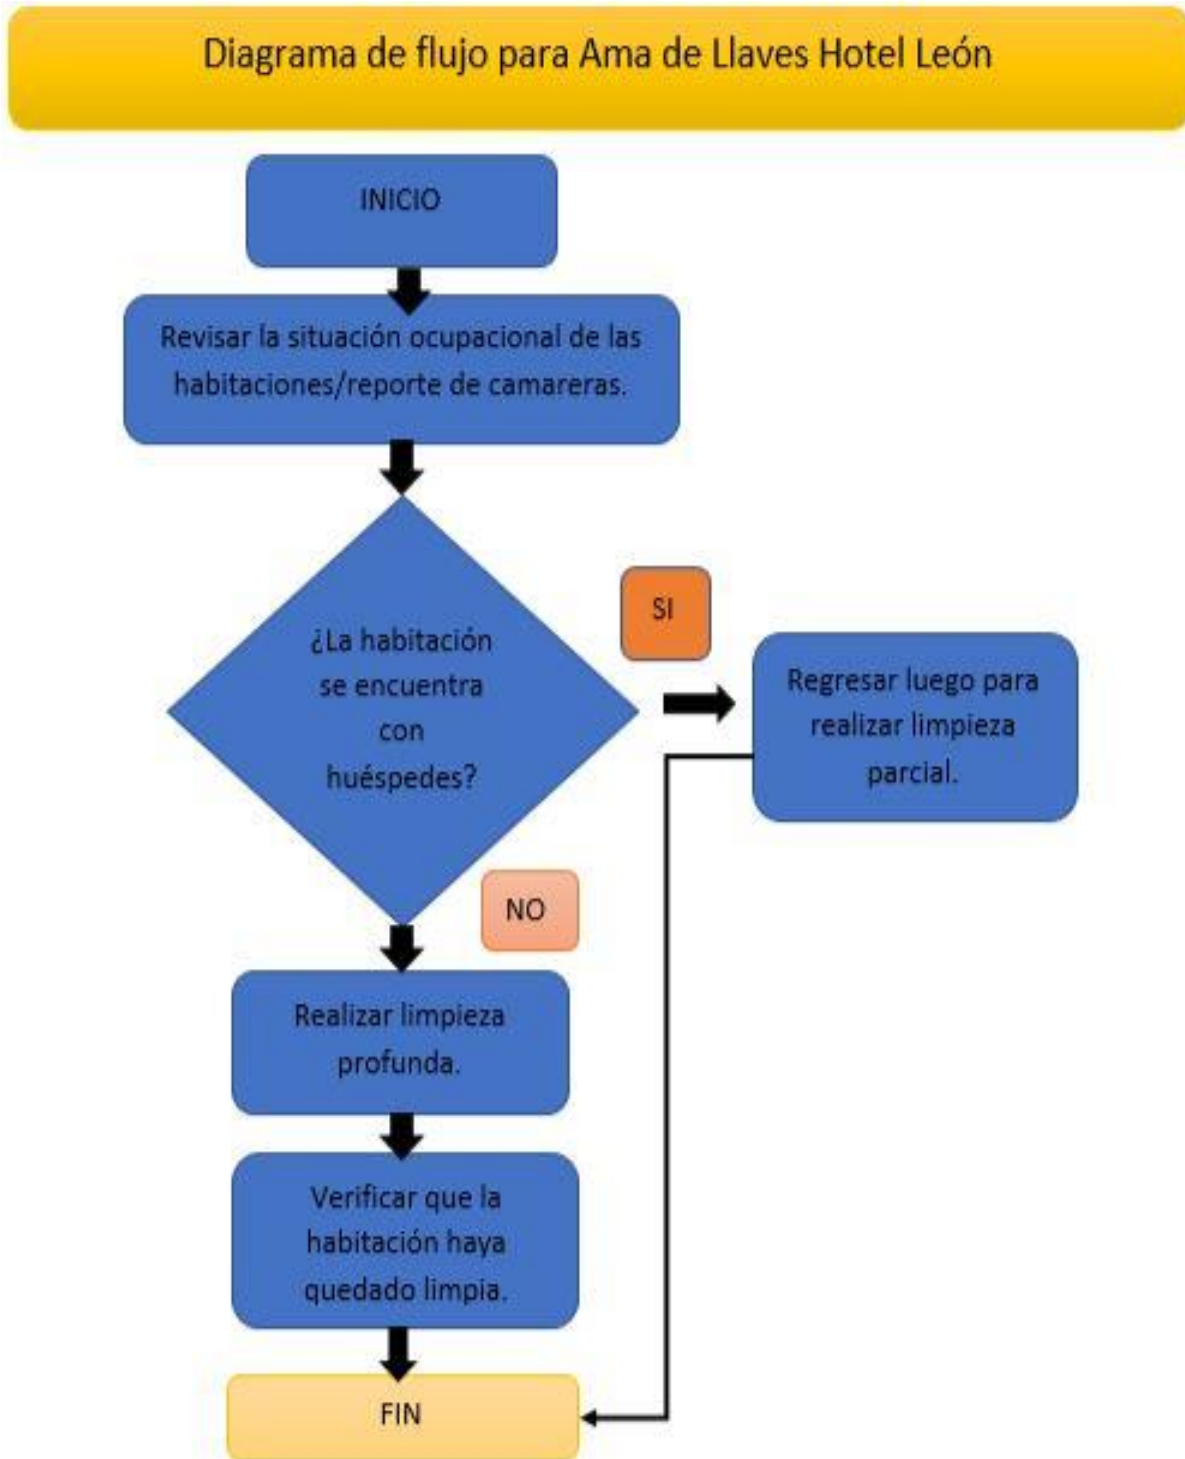 Diagrama de flujo para Ama de Llaves Hotel León
INICIO
Revisar la situación ocupacional de las
habitaciones/reporte de camareras.
¿La habitación
se encuentra
con
huéspedes?
SI
Regresar luego para
realizar limpieza
parcial.
NO
Realizar limpieza
profunda.
Verificar que la
habitación haya
quedado limpia.
FIN